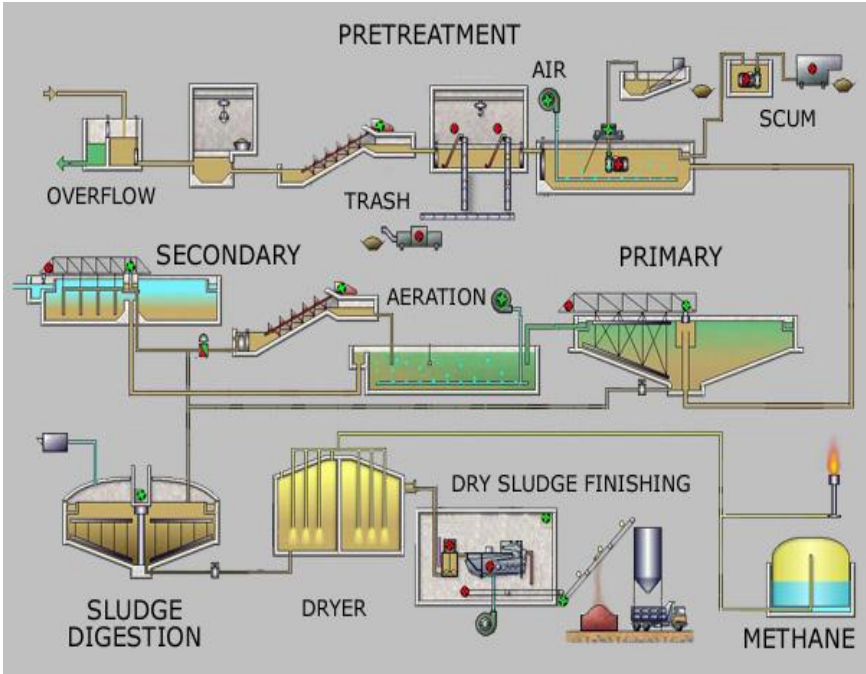 PRETREATMENT
AIR
SCUM
OVERFLOW
TRASH
SECONDARY
PRIMARY
AERATION
DRY SLUDGE FINISHING
SLUDGE
DIGESTION
DRYER
METHANE